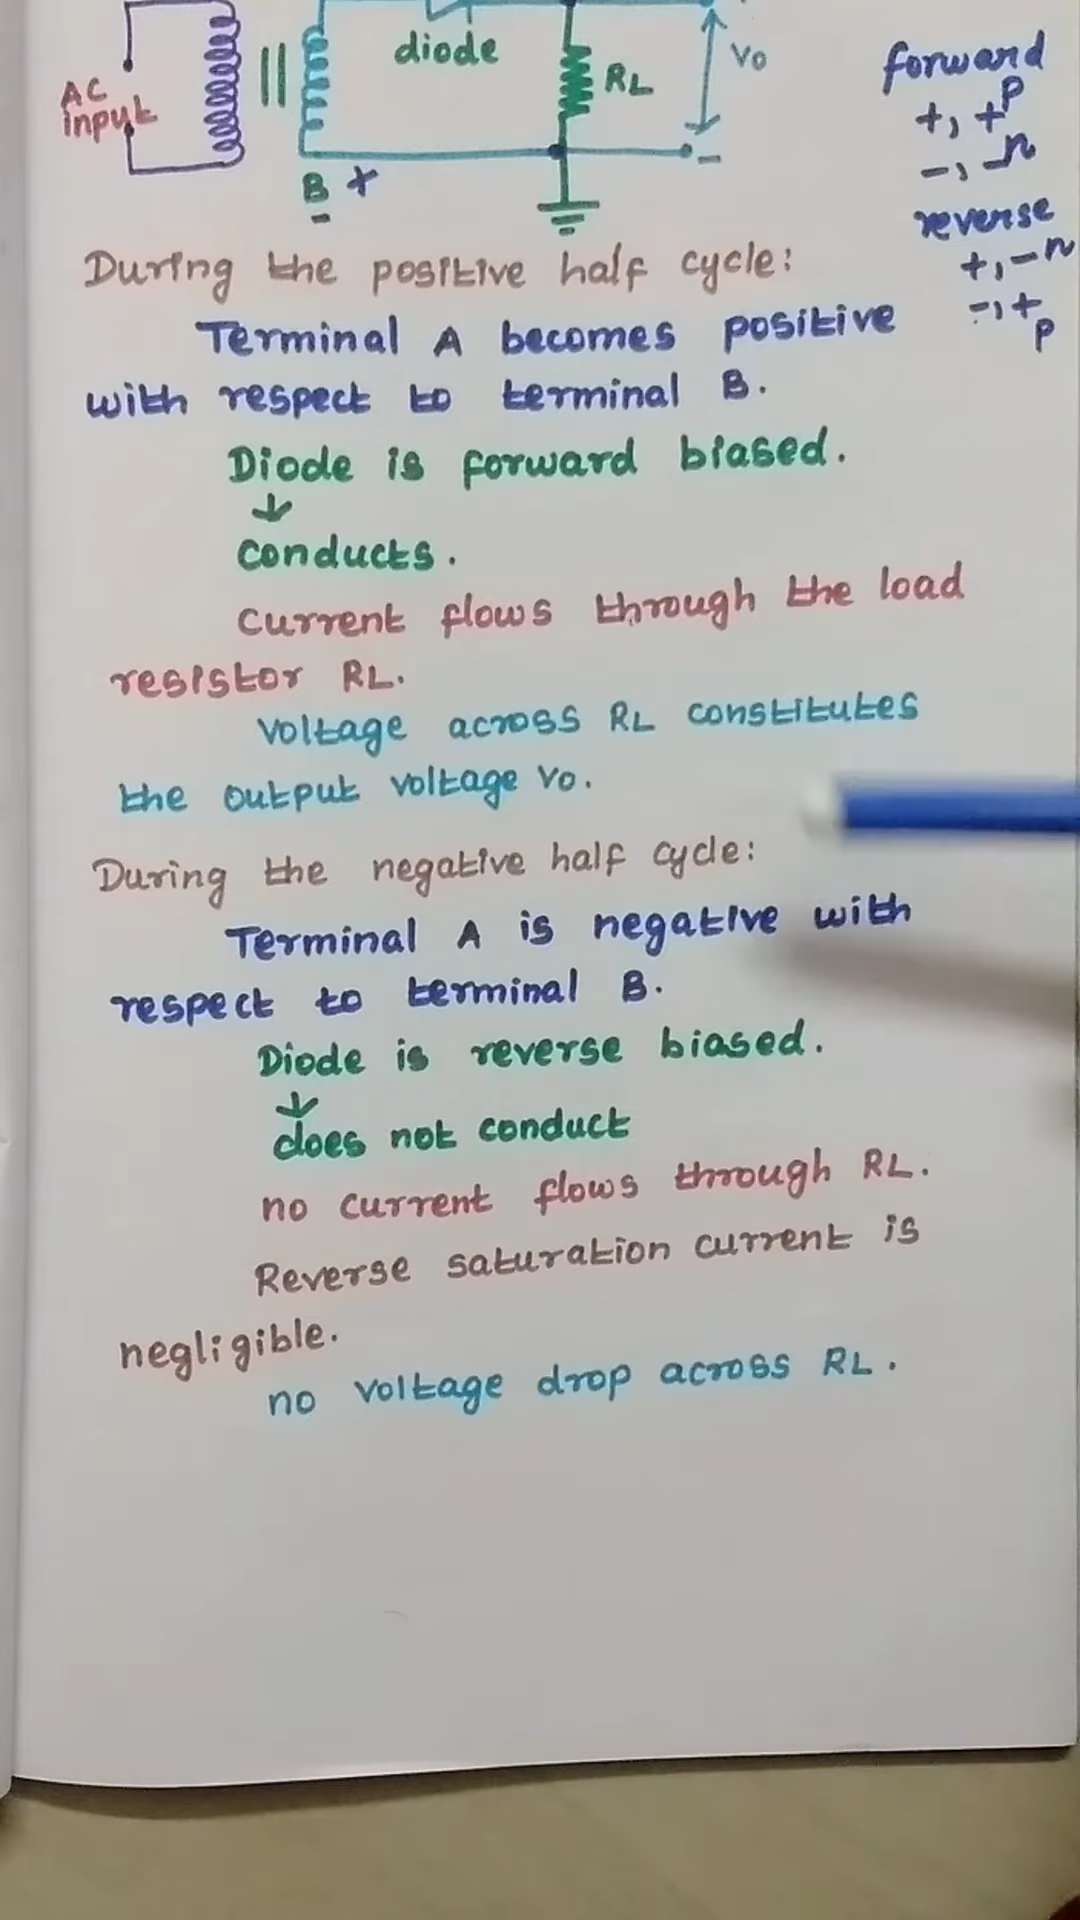 diode
AC
input
RL
Vo
-
B +
-
forward
+, + P
-, - n
reverse
+, - n
-, + P
During the positive half cycle:
Terminal A becomes positive
with respect to terminal B.
Diode is forward biased.
↓
conducts.
Current flows through the load
resistor RL.
Voltage across RL constitutes
the output voltage Vo.
During the negative half cycle:
Terminal A is negative with
respect to terminal B.
Diode is reverse biased.
↓
does not conduct
no current flows through RL.
Reverse saturation current is
negligible.
no voltage drop across RL.